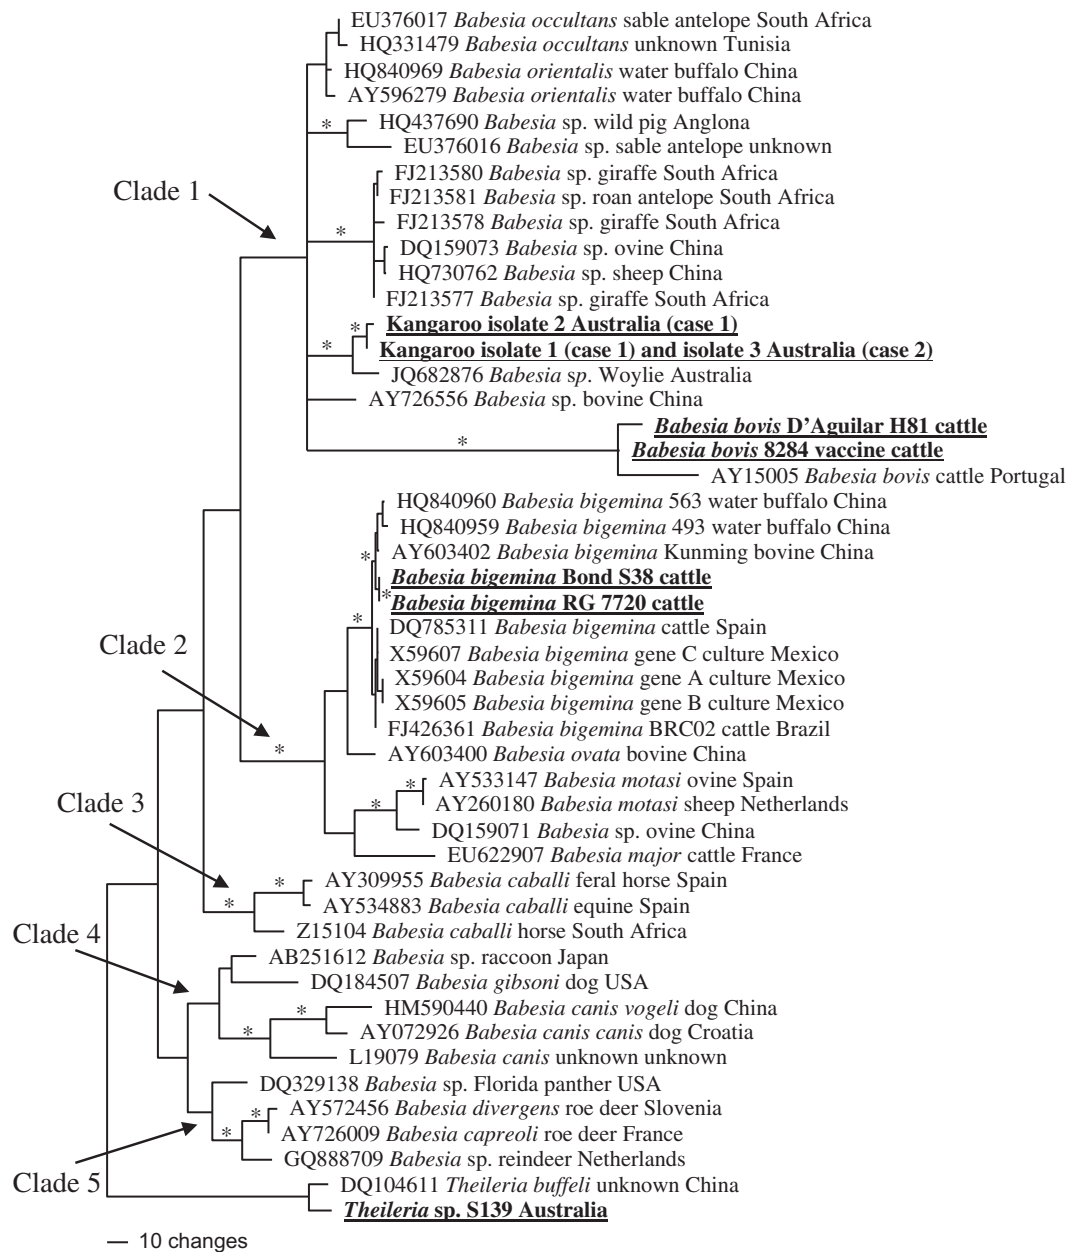 EU376017 Babesia occultans sable antelope South Africa
HQ331479 Babesia occultans unknown Tunisia
HQ840969 Babesia orientalis water buffalo China
AY596279 Babesia orientalis water buffalo China
*
HQ437690 Babesia sp. wild pig Anglona
EU376016 Babesia sp. sable antelope unknown
Clade 1
FJ213580 Babesia sp. giraffe South Africa
FJ213581 Babesia sp. roan antelope South Africa
FJ213578 Babesia sp. giraffe South Africa
*
DQ159073 Babesia sp. ovine China
HQ730762 Babesia sp. sheep China
FJ213577 Babesia sp. giraffe South Africa
*
Kangaroo isolate 2 Australia (case 1)
*
Kangaroo isolate 1 (case 1) and isolate 3 Australia (case 2)
JQ682876 Babesia sp. Woylie Australia
AY726556 Babesia sp. bovine China
Babesia bovis D'Aguilar H81 cattle
*
Babesia bovis 8284 vaccine cattle
AY15005 Babesia bovis cattle Portugal
HQ840960 Babesia bigemina 563 water buffalo China
HQ840959 Babesia bigemina 493 water buffalo China
*
AY603402 Babesia bigemina Kunming bovine China
Babesia bigemina Bond S38 cattle
*
Babesia bigemina RG 7720 cattle
*
DQ785311 Babesia bigemina cattle Spain
Clade 2
X59607 Babesia bigemina gene C culture Mexico
X59604 Babesia bigemina gene A culture Mexico
X59605 Babesia bigemina gene B culture Mexico
FJ426361 Babesia bigemina BRC02 cattle Brazil
*
AY603400 Babesia ovata bovine China
*
AY533147 Babesia motasi ovine Spain
Clade 3
*
AY260180 Babesia motasi sheep Netherlands
DQ159071 Babesia sp. ovine China
EU622907 Babesia major cattle France
*
AY309955 Babesia caballi feral horse Spain
*
AY534883 Babesia caballi equine Spain
Clade 4
Z15104 Babesia caballi horse South Africa
AB251612 Babesia sp. raccoon Japan
DQ184507 Babesia gibsoni dog USA
*
HM590440 Babesia canis vogeli dog China
*
AY072926 Babesia canis canis dog Croatia
L19079 Babesia canis unknown unknown
DQ329138 Babesia sp. Florida panther USA
*
AY572456 Babesia divergens roe deer Slovenia
*
AY726009 Babesia capreoli roe deer France
GQ888709 Babesia sp. reindeer Netherlands
Clade 5
DQ104611 Theileria buffeli unknown China
Theileria sp. S139 Australia
10 changes